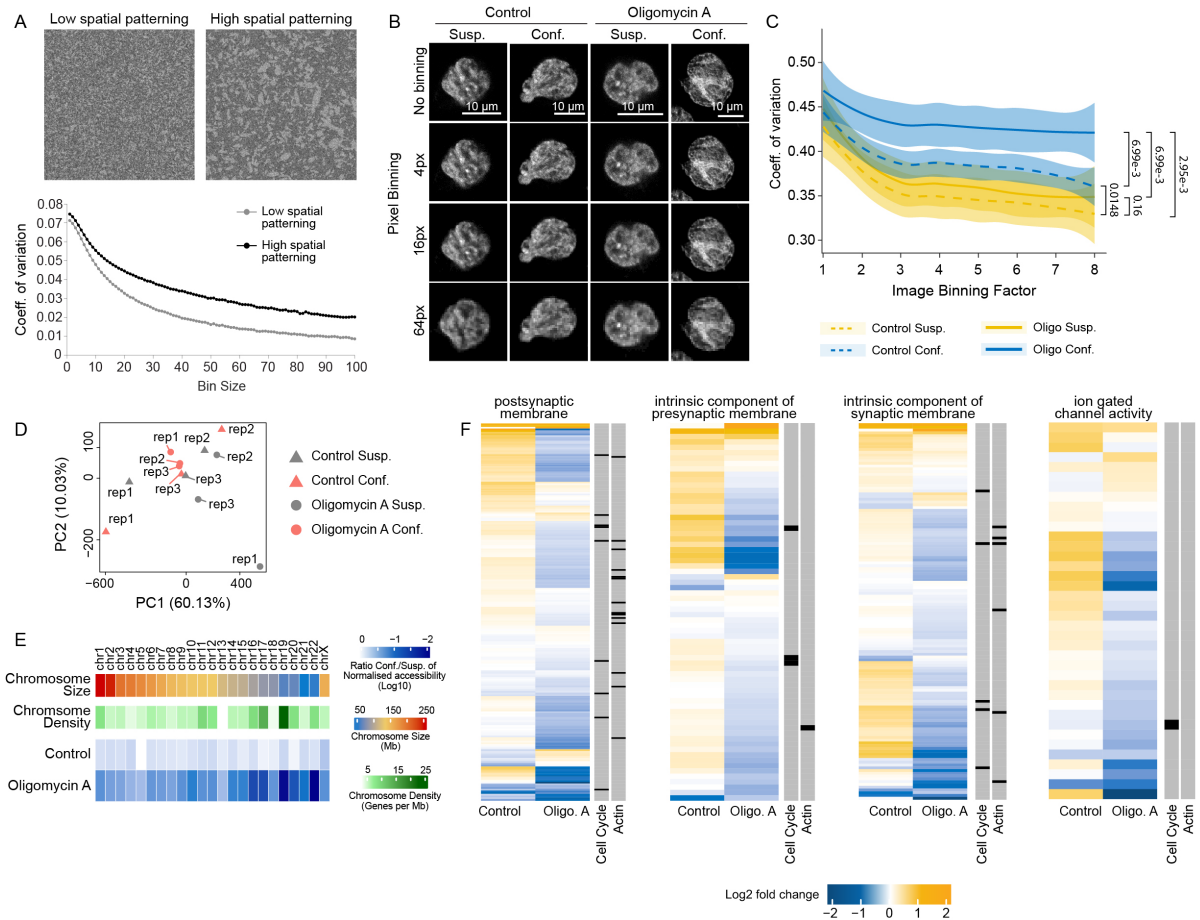 A
Low spatial patterning
High spatial patterning
Coeff. of variation
0.08
0.07
0.06
0.05
0.04
0.03
0.02
0.01
0
Low spatial
patterning
High spatial
patterning
0 10 20 30 40 50 60 70 80 90 100
Bin Size
B
Control
Oligomycin A
Susp.
Conf.
Susp.
Conf.
Pixel Binning
No binning
10 µm
10 µm
10 µm
10 µm
4px
16px
64px
C
Coeff. of variation
0.50
0.45
0.40
0.35
0.30
1 2 3 4 5 6 7 8
Image Binning Factor
6.99e-3
6.99e-3
2.95e-3
0.0148
0.16
Control Susp.
Oligo Susp.
Control Conf.
Oligo Conf.
D
PC2 (10.03%)
100
0
−200
rep1
rep2
rep2
rep2
rep3
rep3
rep1
rep3
rep3
rep1
rep1
−600 0 400
PC1 (60.13%)
Control Susp.
Control Conf.
Oligomycin A Susp.
Oligomycin A Conf.
E
chr1
chr2
chr3
chr4
chr5
chr6
chr7
chr8
chr9
chr10
chr11
chr12
chr13
chr14
chr15
chr16
chr17
chr18
chr19
chr20
chr21
chr22
chrX
Chromosome
Size
Chromsome
Density
Control
Oligomycin A
0 −1 −2
Ratio Conf./Susp. of
Normalised accessibility
(Log10)
50 150 250
Chromosome Size
(Mb)
5 15 25
Chromosome Density
(Genes per Mb)
F
postsynaptic
membrane
Control
Oligo. A
Cell Cycle
Actin
intrinsic component of
presynaptic membrane
Control
Oligo. A
Cell Cycle
Actin
intrinsic component of
synaptic membrane
Control
Oligo. A
Cell Cycle
Actin
ion gated
channel activity
Control
Oligo. A
Cell Cycle
Actin
Log2 fold change
−2 −1 0 1 2